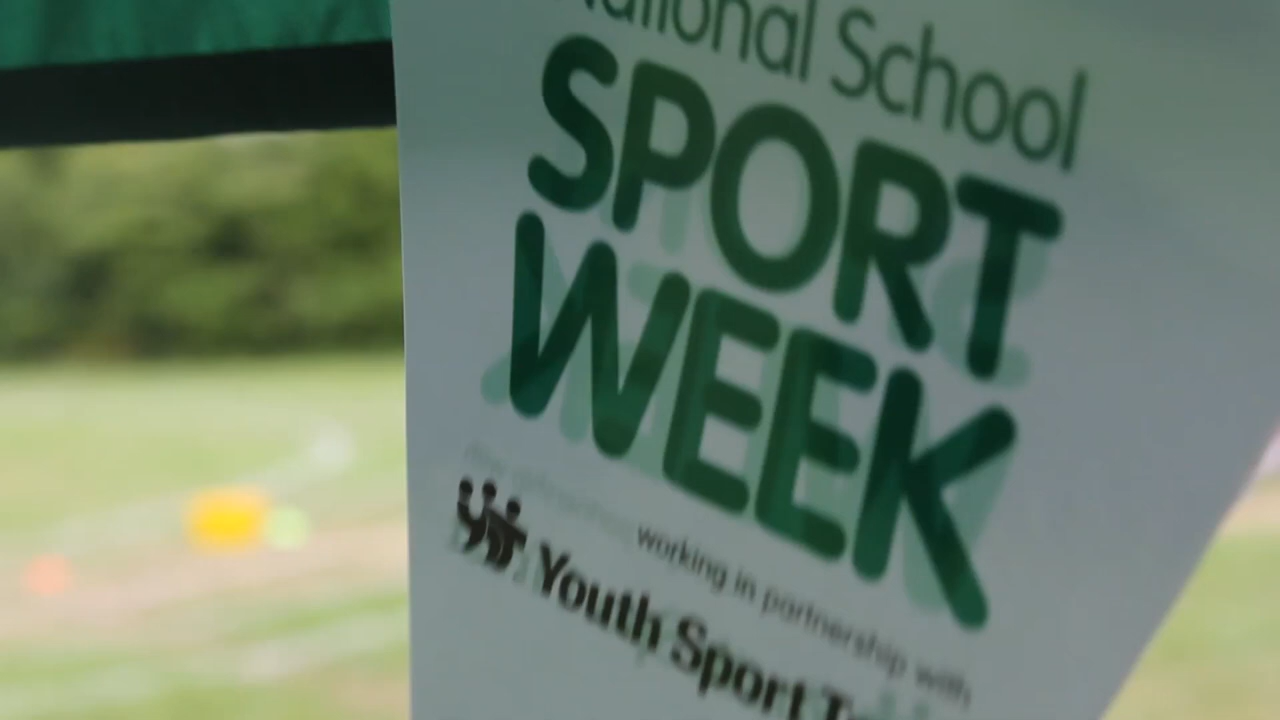 National School
SPORT
WEEK
working in partnership with
Youth Sport